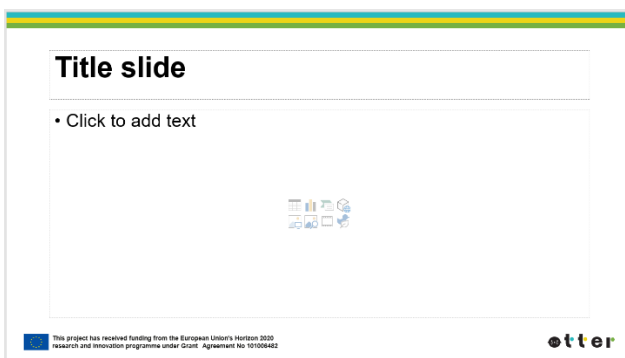 Title slide
• Click to add text
This project has received funding from the European Union's Horizon 2020
research and innovation programme under Grant Agreement No 101006482
otter